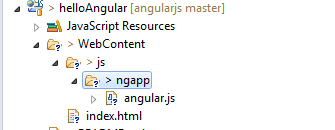 > helloAngular [angularjs master]
JavaScript Resources
> WebContent
> js
> ngapp
angular.js
index.html